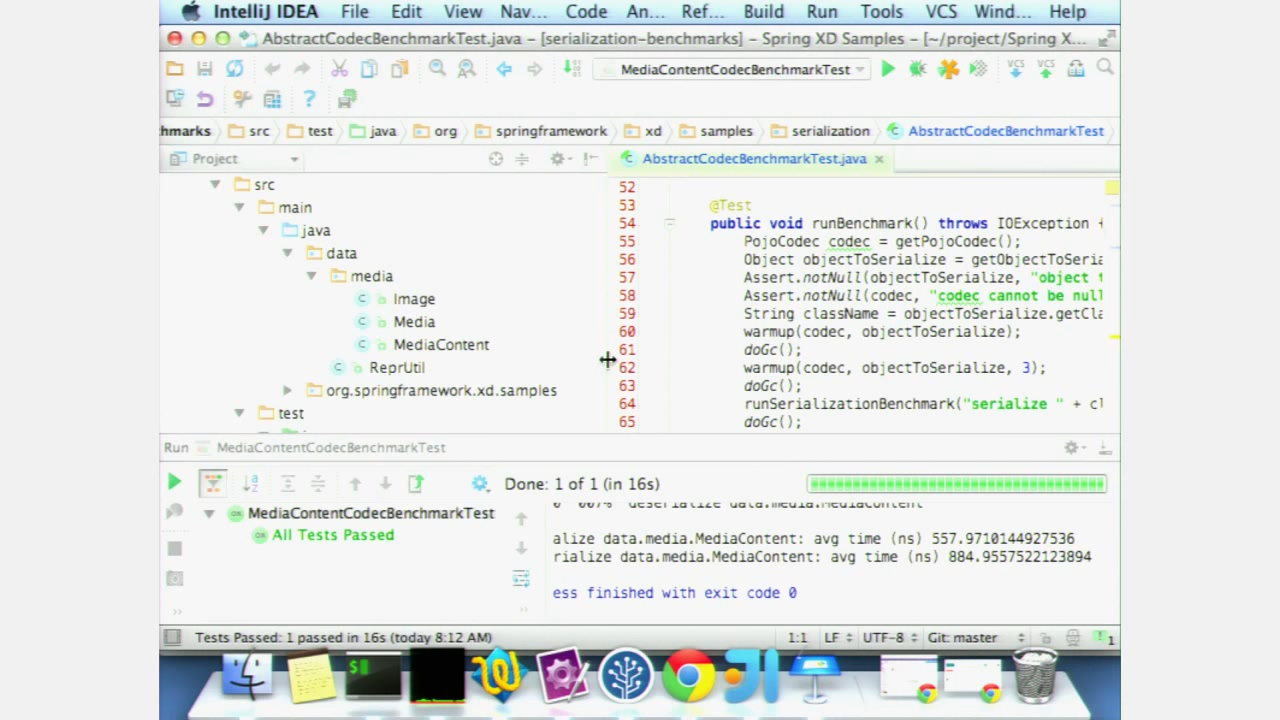 IntelliJ IDEA File Edit View Nav... Code An... Ref... Build Run Tools VCS Wind... Help
AbstractCodecBenchmarkTest.java – [serialization-benchmarks] – Spring XD Samples – [~/project/Spring X...
MediaContentCodecBenchmarkTest VCS VCS
?
hmarks src test java org springframework xd samples serialization AbstractCodecBenchmarkTest
Project AbstractCodecBenchmarkTest.java
src
main
java
data
media
Image
Media
MediaContent
ReprUtil
org.springframework.xd.samples
test
52
53 @Test
54 public void runBenchmark() throws IOException {
55 PojoCodec codec = getPojoCodec();
56 Object objectToSerialize = getObjectToSeria
57 Assert.notNull(objectToSerialize, "object t
58 Assert.notNull(codec, "codec cannot be null
59 String className = objectToSerialize.getCla
60 warmup(codec, objectToSerialize);
61 doGc();
62 warmup(codec, objectToSerialize, 3);
63 doGc();
64 runSerializationBenchmark("serialize " + cl
65 doGc();
Run MediaContentCodecBenchmarkTest
Done: 1 of 1 (in 16s)
MediaContentCodecBenchmarkTest
All Tests Passed
deserialize data.media.MediaContent
alize data.media.MediaContent: avg time (ns) 557.9710144927536
rialize data.media.MediaContent: avg time (ns) 884.9557522123894
ess finished with exit code 0
Tests Passed: 1 passed in 16s (today 8:12 AM) 1:1 LF UTF-8 Git: master 1